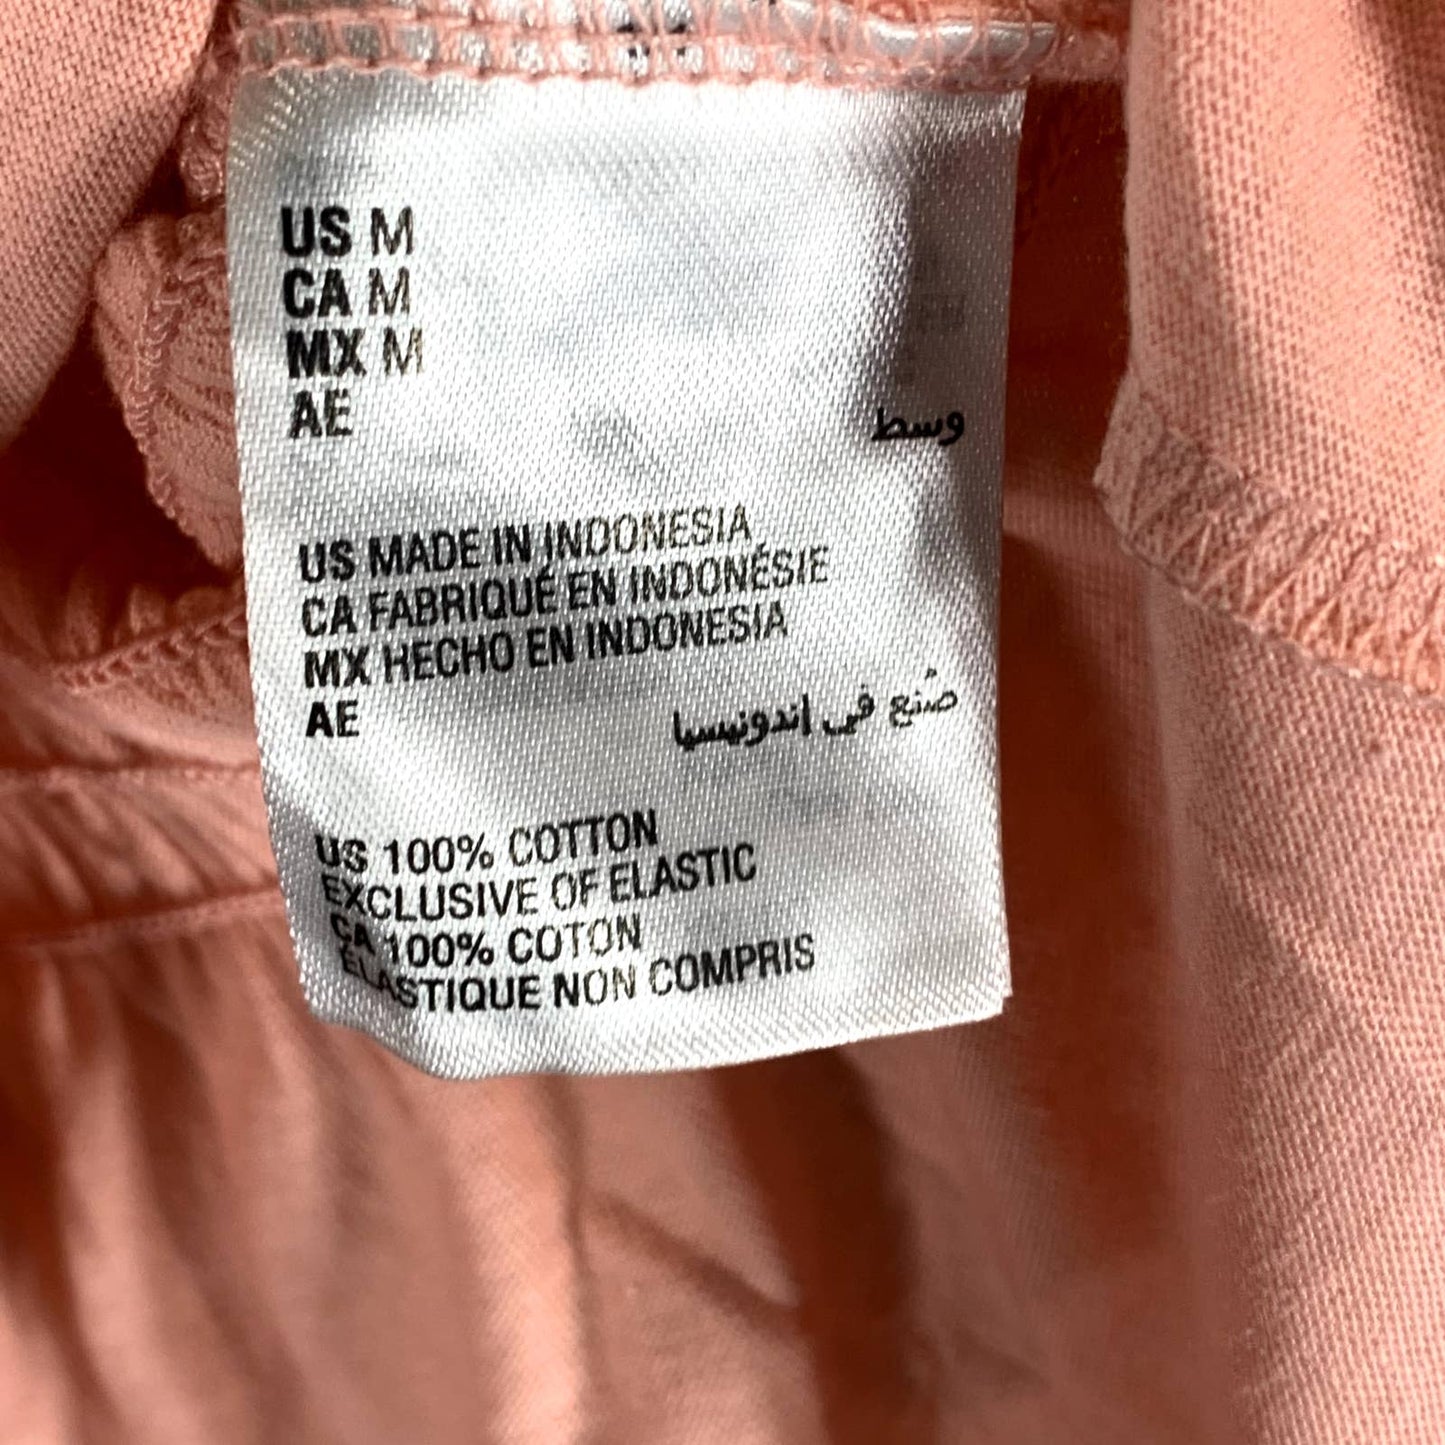 US M
CA M
MX M
AE وسط
US MADE IN INDONESIA
CA FABRIQUÉ EN INDONÉSIE
MX HECHO EN INDONESIA
AE صُنع في اندونيسيا
US 100% COTTON
EXCLUSIVE OF ELASTIC
CA 100% COTON
ÉLASTIQUE NON COMPRIS